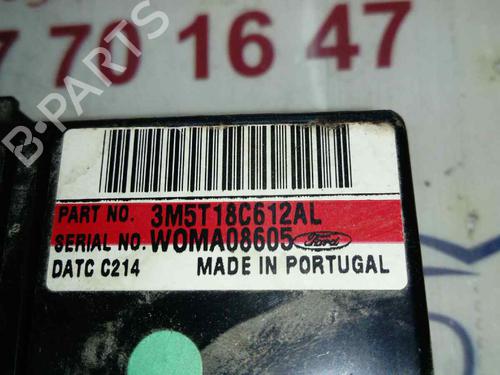 7 70 16 47
B-PARTS
PART NO. 3M5T18C612AL
SERIAL NO. WOMA08605 Ford
DATC C214 MADE IN PORTUGAL